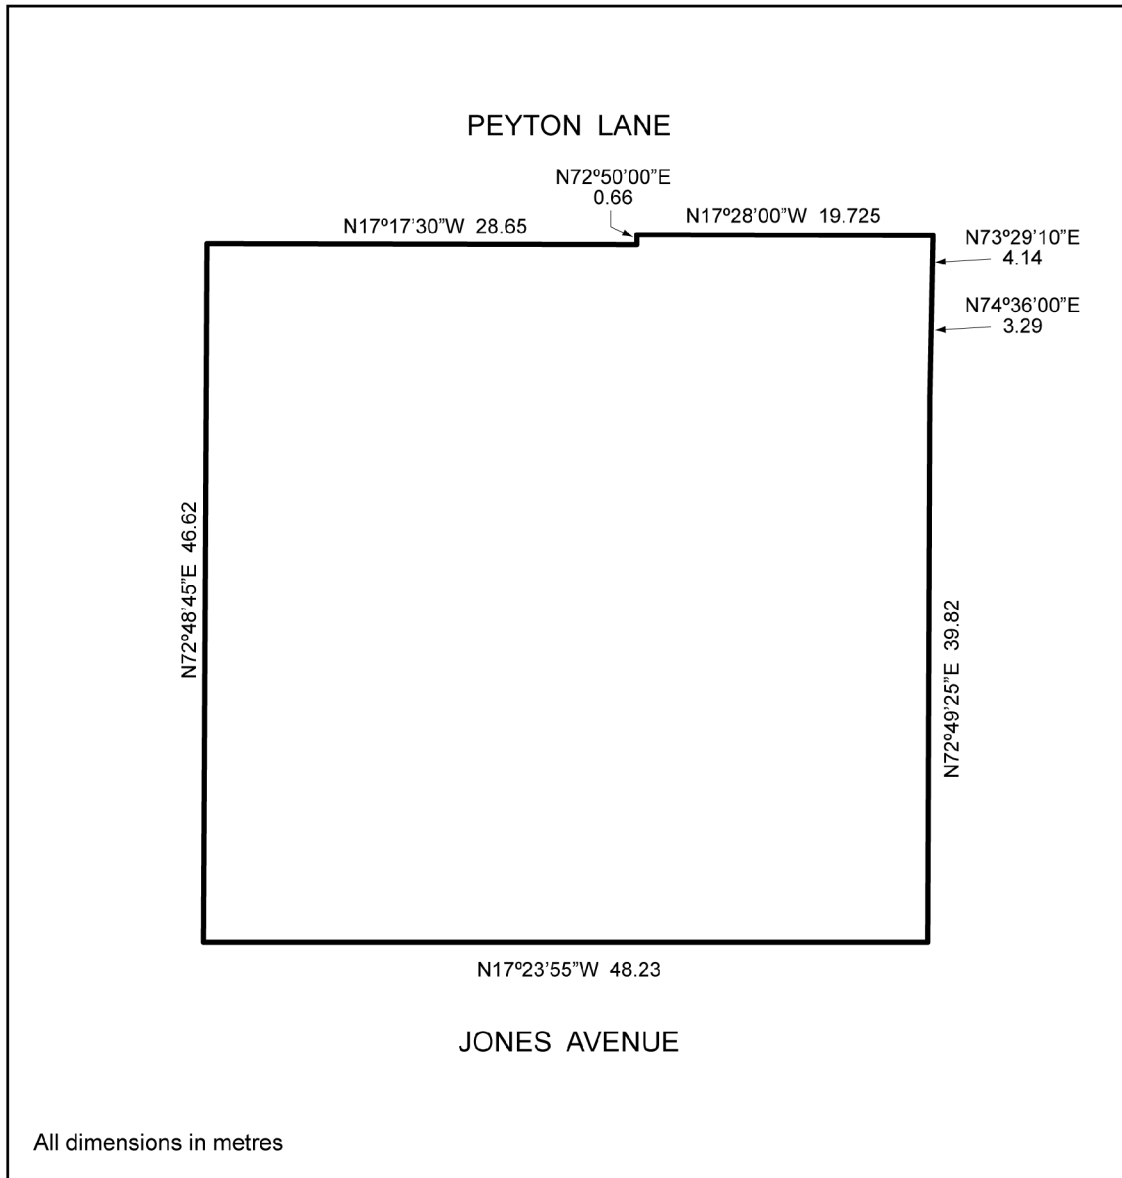 PEYTON LANE
N72º50’00”E
0.66
N17º17’30”W 28.65
N17º28’00”W 19.725
N73º29’10”E
4.14
N74º36’00”E
3.29
N72º48’45”E 46.62
N72º49’25”E 39.82
N17º23’55”W 48.23
JONES AVENUE
All dimensions in metres